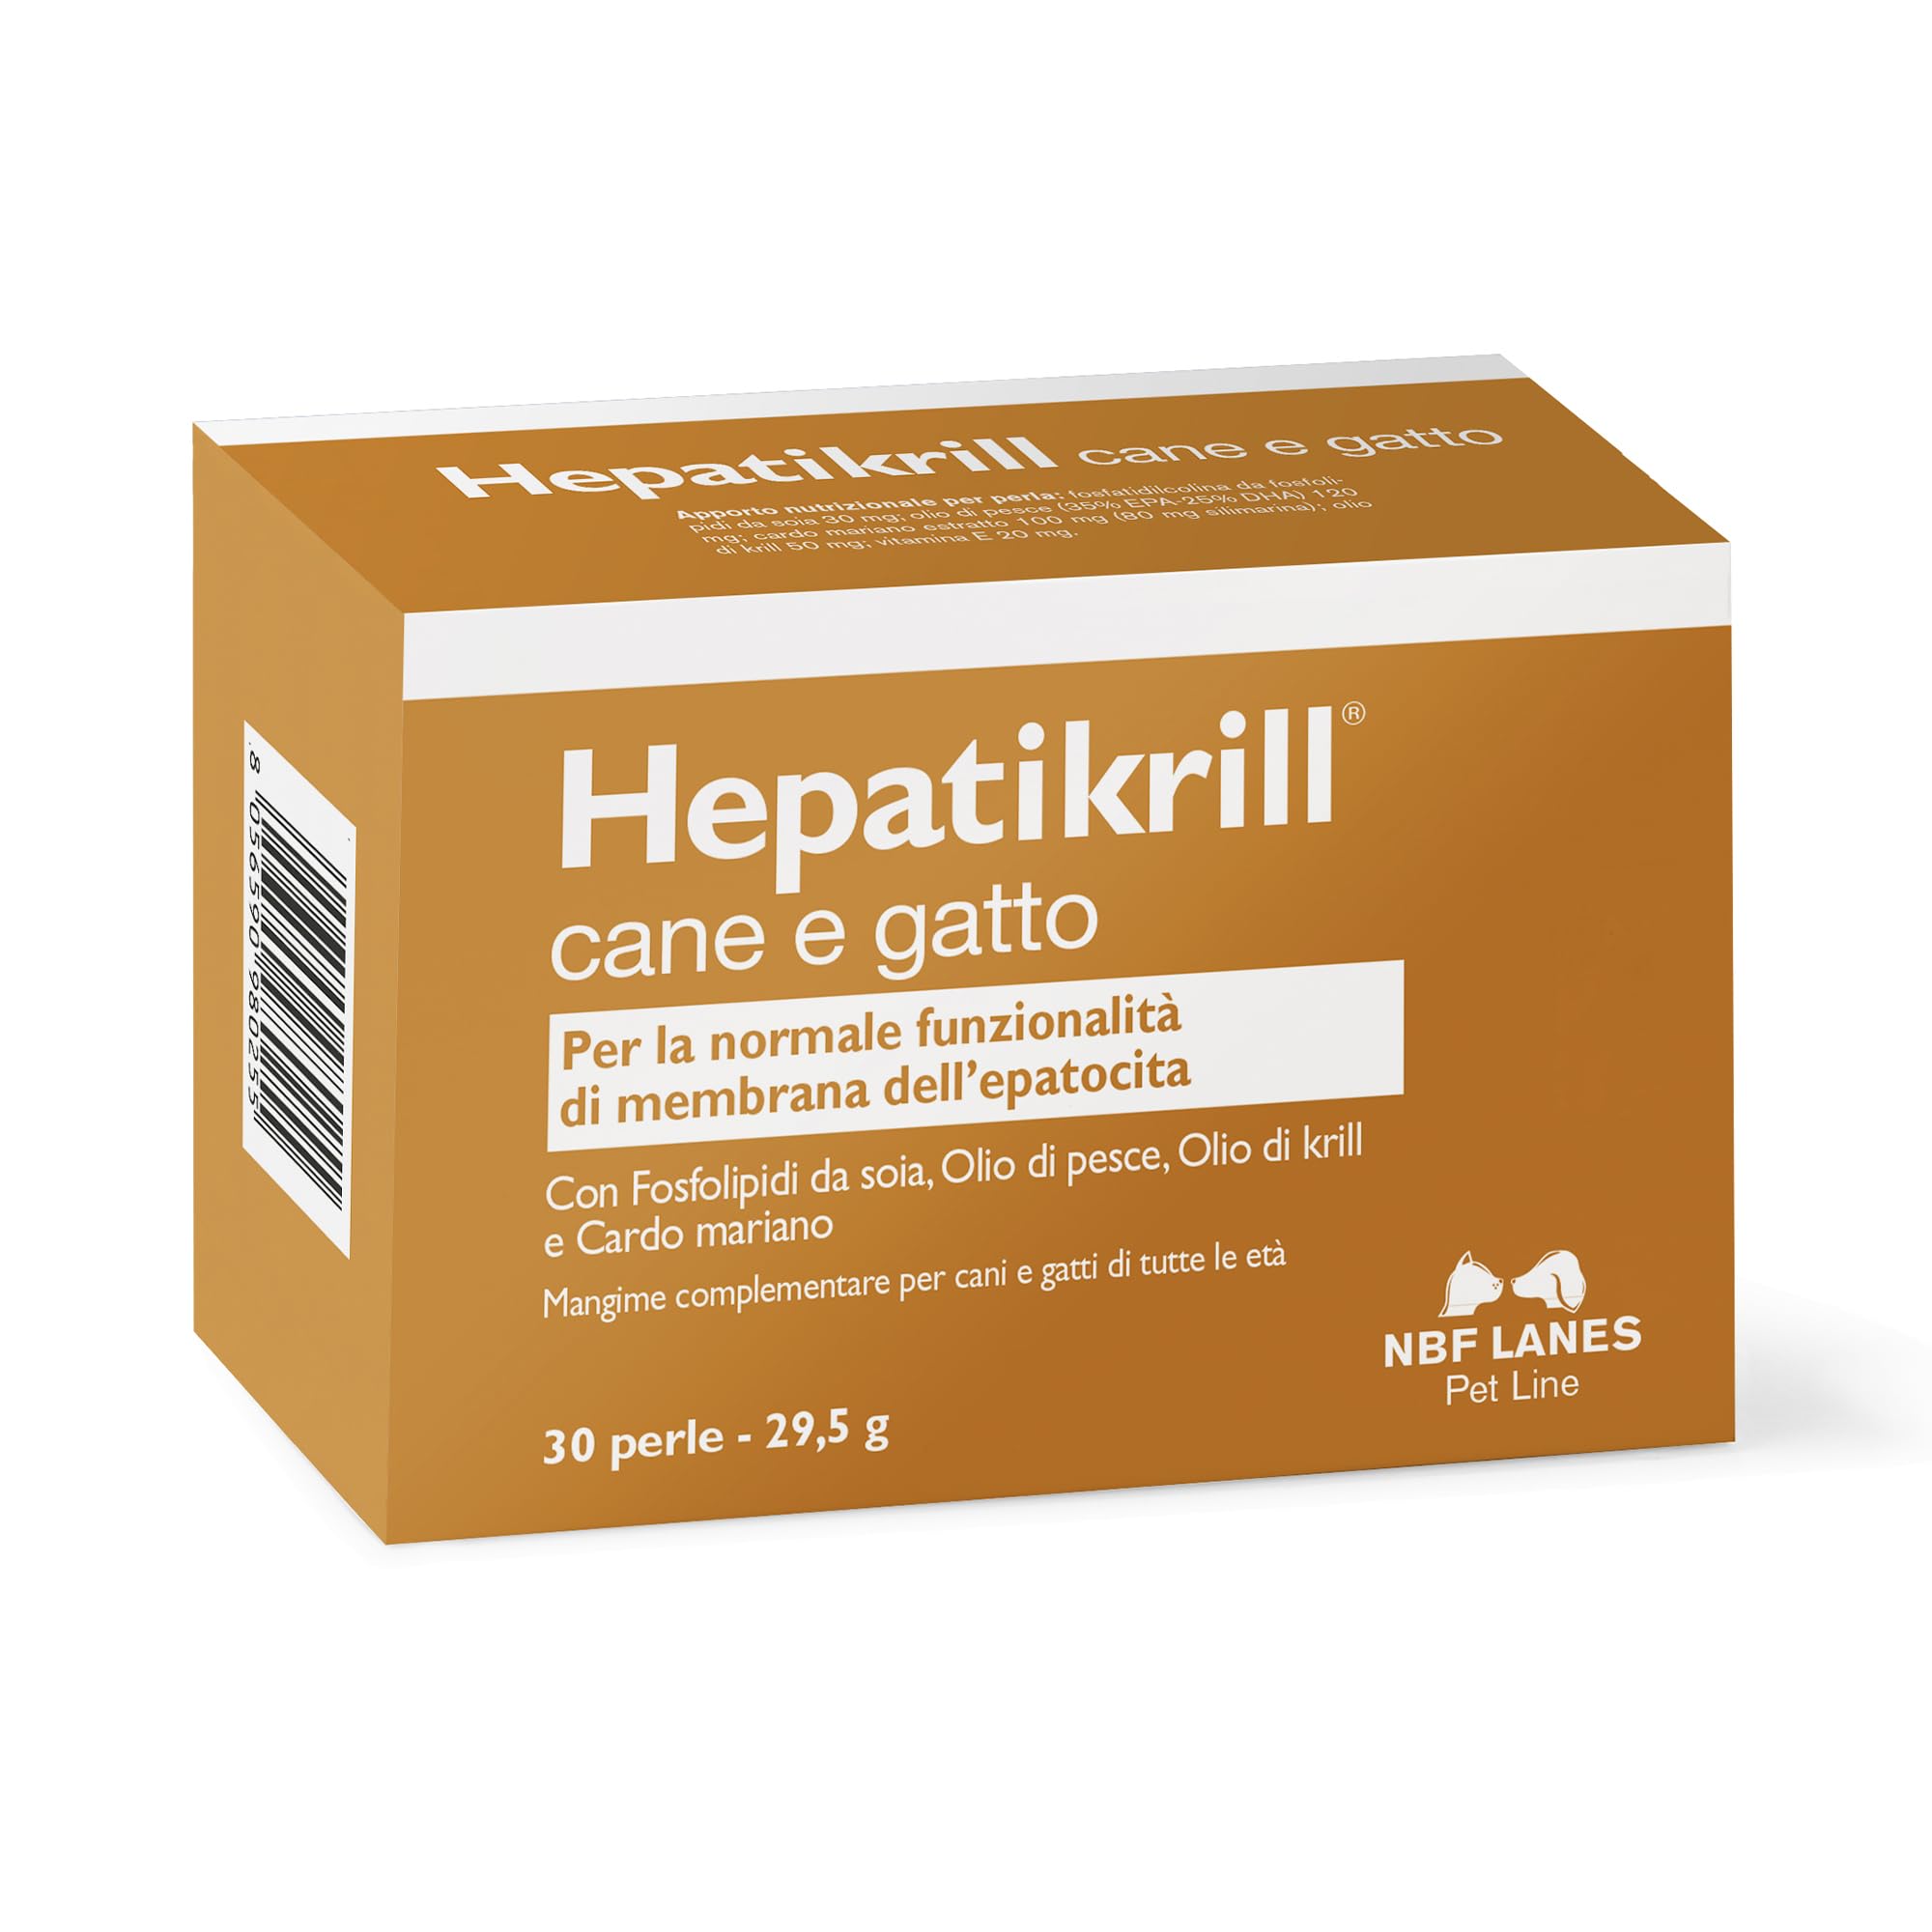 Hepatikrill cane e gatto
Apporto nutrizionale per perla: fosfatidilcolina da fosfoli-
pidi da soia 30 mg; olio di pesce (35% EPA-25% DHA) 120
mg; cardo mariano estratto 100 mg (80 mg silimarina); olio
di krill 50 mg; vitamina E 20 mg.
Hepatikrill®
cane e gatto
Per la normale funzionalità
di membrana dell'epatocita
Con Fosfolipidi da soia, Olio di pesce, Olio di krill
e Cardo mariano
Mangime complementare per cani e gatti di tutte le età
30 perle - 29,5 g
NBF LANES
Pet Line
8 056590 980255